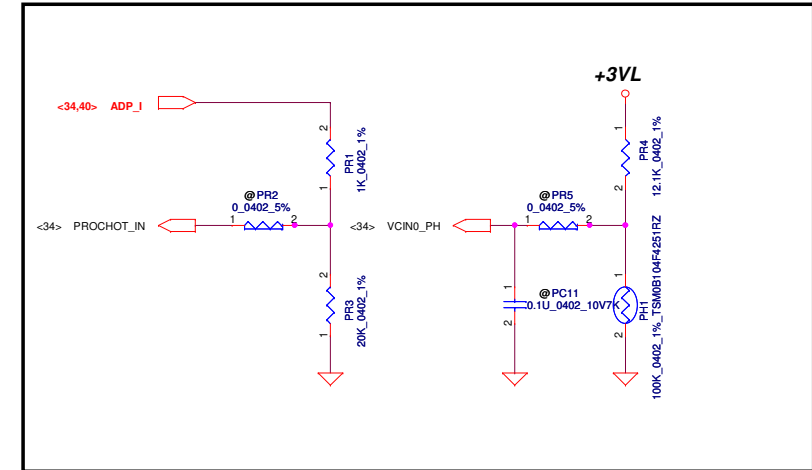 +3VL
<34,40> ADP_I
2
PR1
1K_0402_1%
1
1
PR4
12.1K_0402_1%
2
@PR2
0_0402_5%
<34> PROCHOT_IN
1
2
@PR5
0_0402_5%
<34> VCIN0_PH
1
2
2
PR3
20K_0402_1%
1
@PC11
0.1U_0402_10V7K
1
2
1
PH1
100K_0402_1%_TSM0B104F4251RZ
2